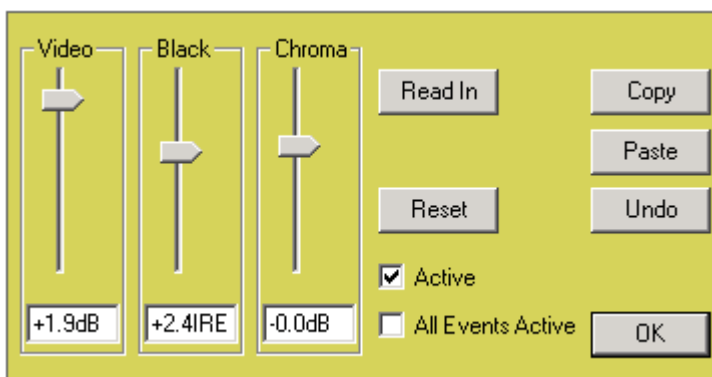 Video Black Chroma
Read In Copy
Paste
Reset Undo
Active
+1.9dB +2.4IRE -0.0dB All Events Active OK